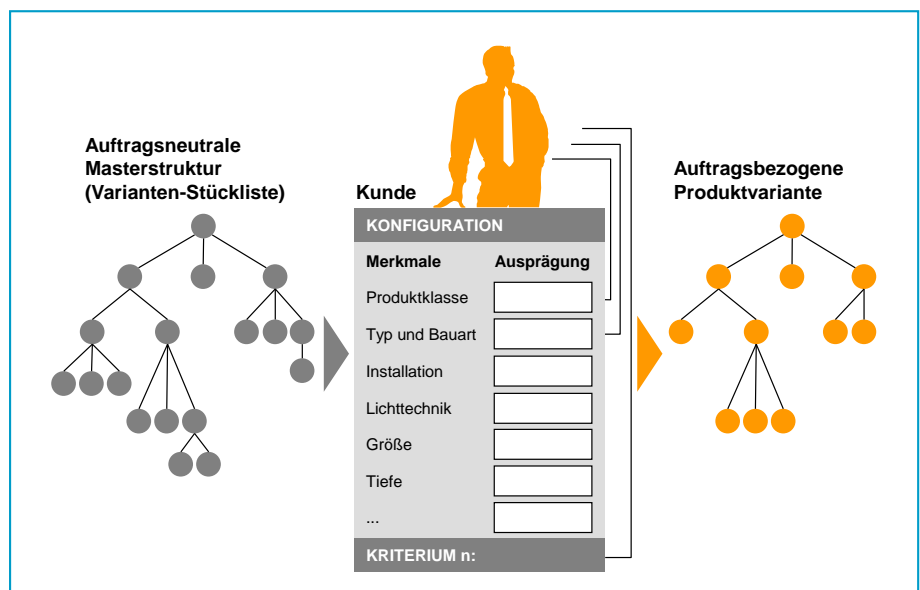 Auftragsneutrale
Masterstruktur
(Varianten-Stückliste)
Kunde
Auftragsbezogene
Produktvariante
KONFIGURATION
Merkmale Ausprägung
Produktklasse
Typ und Bauart
Installation
Lichttechnik
Größe
Tiefe
...
KRITERIUM n: